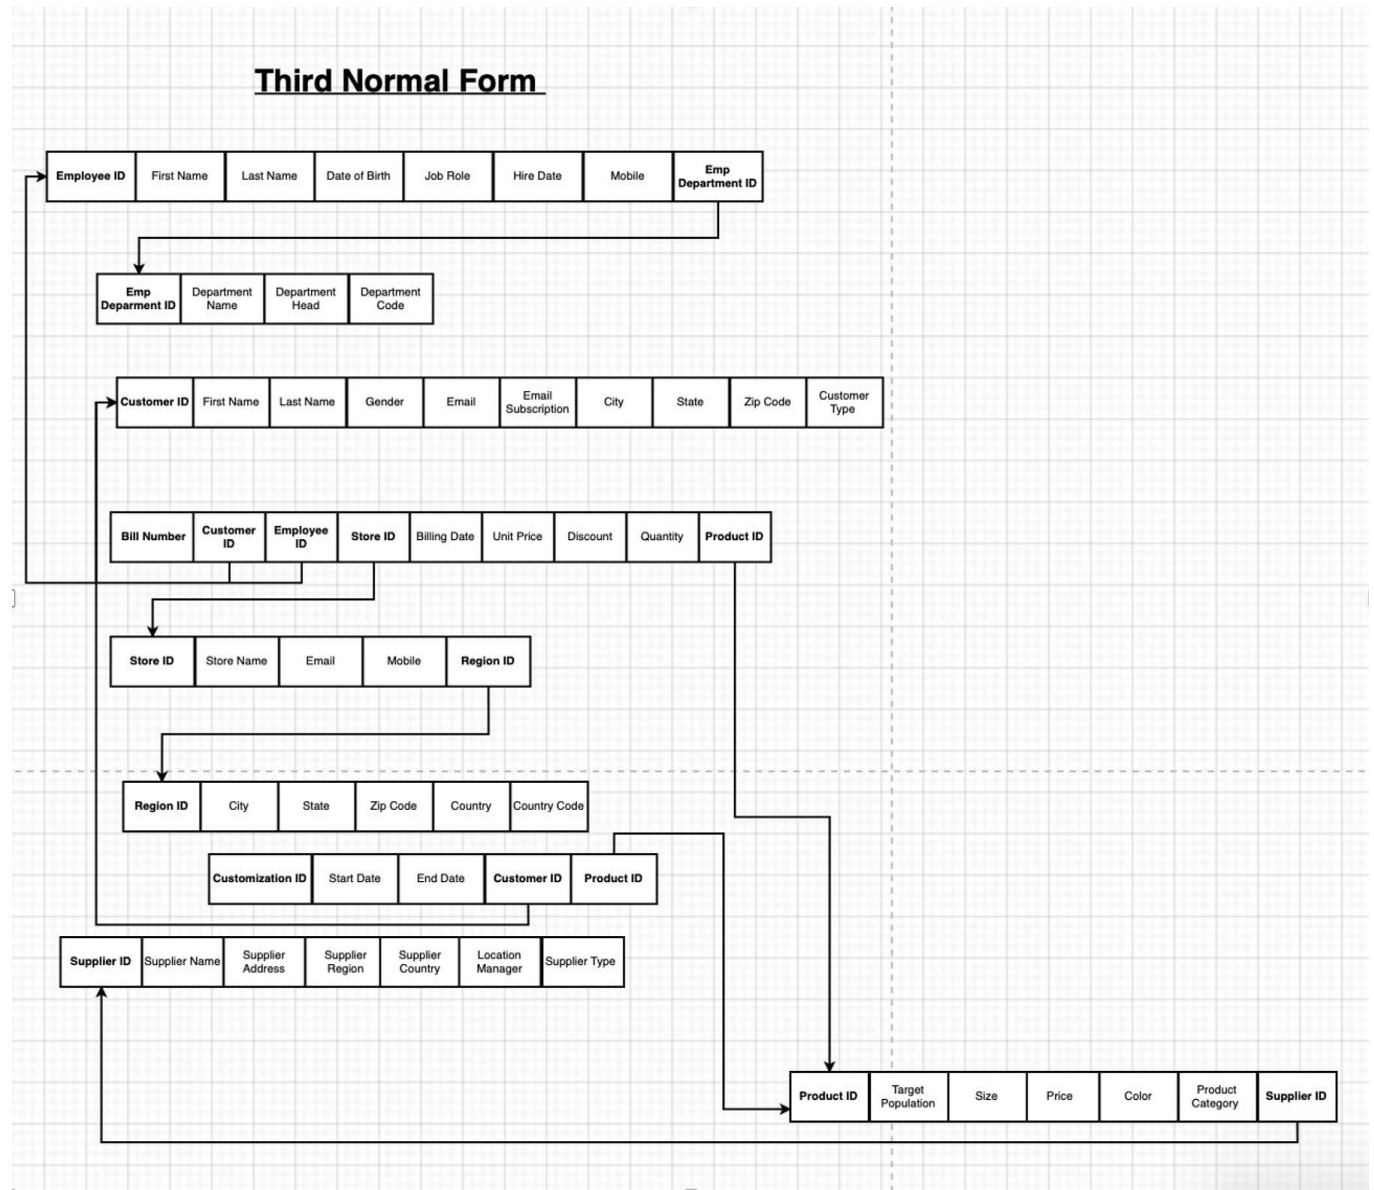 Third Normal Form
Employee ID
First Name
Last Name
Date of Birth
Job Role
Hire Date
Mobile
Emp
Department ID
Emp
Deparment ID
Department
Name
Department
Head
Department
Code
Customer ID
First Name
Last Name
Gender
Email
Email
Subscription
City
State
Zip Code
Customer
Type
Bill Number
Customer
ID
Employee
ID
Store ID
Billing Date
Unit Price
Discount
Quantity
Product ID
Store ID
Store Name
Email
Mobile
Region ID
Region ID
City
State
Zip Code
Country
Country Code
Customization ID
Start Date
End Date
Customer ID
Product ID
Supplier ID
Supplier Name
Supplier
Address
Supplier
Region
Supplier
Country
Location
Manager
Supplier Type
Product ID
Target
Population
Size
Price
Color
Product
Category
Supplier ID